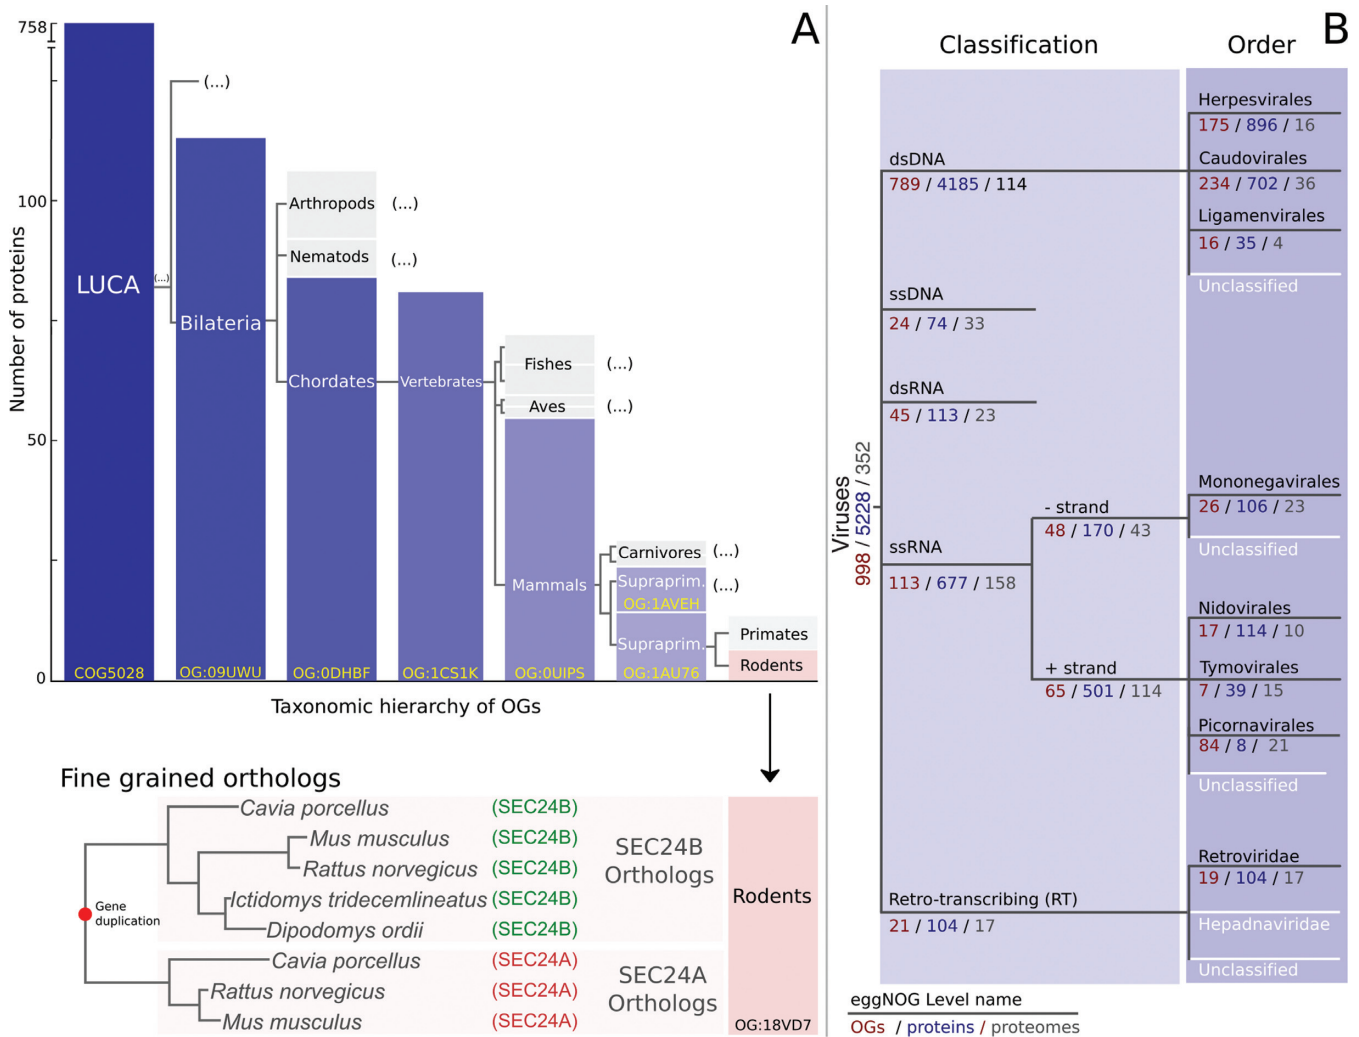 A
758
100
50
0
Number of proteins
LUCA
(...)
(...)
Bilateria
Arthropods (...)
Nematods (...)
Chordates
Vertebrates
Fishes (...)
Aves (...)
Mammals
Carnivores (...)
Supraprim. (...)
OG:1AVEH
Supraprim.
Primates
Rodents
COG5028 OG:09UWU OG:0DHBF OG:1CS1K OG:0UIPS OG:1AU76
Taxonomic hierarchy of OGs
Fine grained orthologs
Gene
duplication
Cavia porcellus (SEC24B)
Mus musculus (SEC24B)
Rattus norvegicus (SEC24B)
Ictidomys tridecemlineatus (SEC24B)
Dipodomys ordii (SEC24B)
SEC24B
Orthologs
Cavia porcellus (SEC24A)
Rattus norvegicus (SEC24A)
Mus musculus (SEC24A)
SEC24A
Orthologs
Rodents
OG:18VD7
B
Classification Order
Viruses
998 / 5228 / 352
dsDNA
789 / 4185 / 114
Herpesvirales
175 / 896 / 16
Caudovirales
234 / 702 / 36
Ligamenvirales
16 / 35 / 4
Unclassified
ssDNA
24 / 74 / 33
dsRNA
45 / 113 / 23
ssRNA
113 / 677 / 158
- strand
48 / 170 / 43
Mononegavirales
26 / 106 / 23
Unclassified
+ strand
65 / 501 / 114
Nidovirales
17 / 114 / 10
Tymovirales
7 / 39 / 15
Picornavirales
84 / 8 / 21
Unclassified
Retro-transcribing (RT)
21 / 104 / 17
Retroviridae
19 / 104 / 17
Hepadnaviridae
Unclassified
eggNOG Level name
OGs / proteins / proteomes